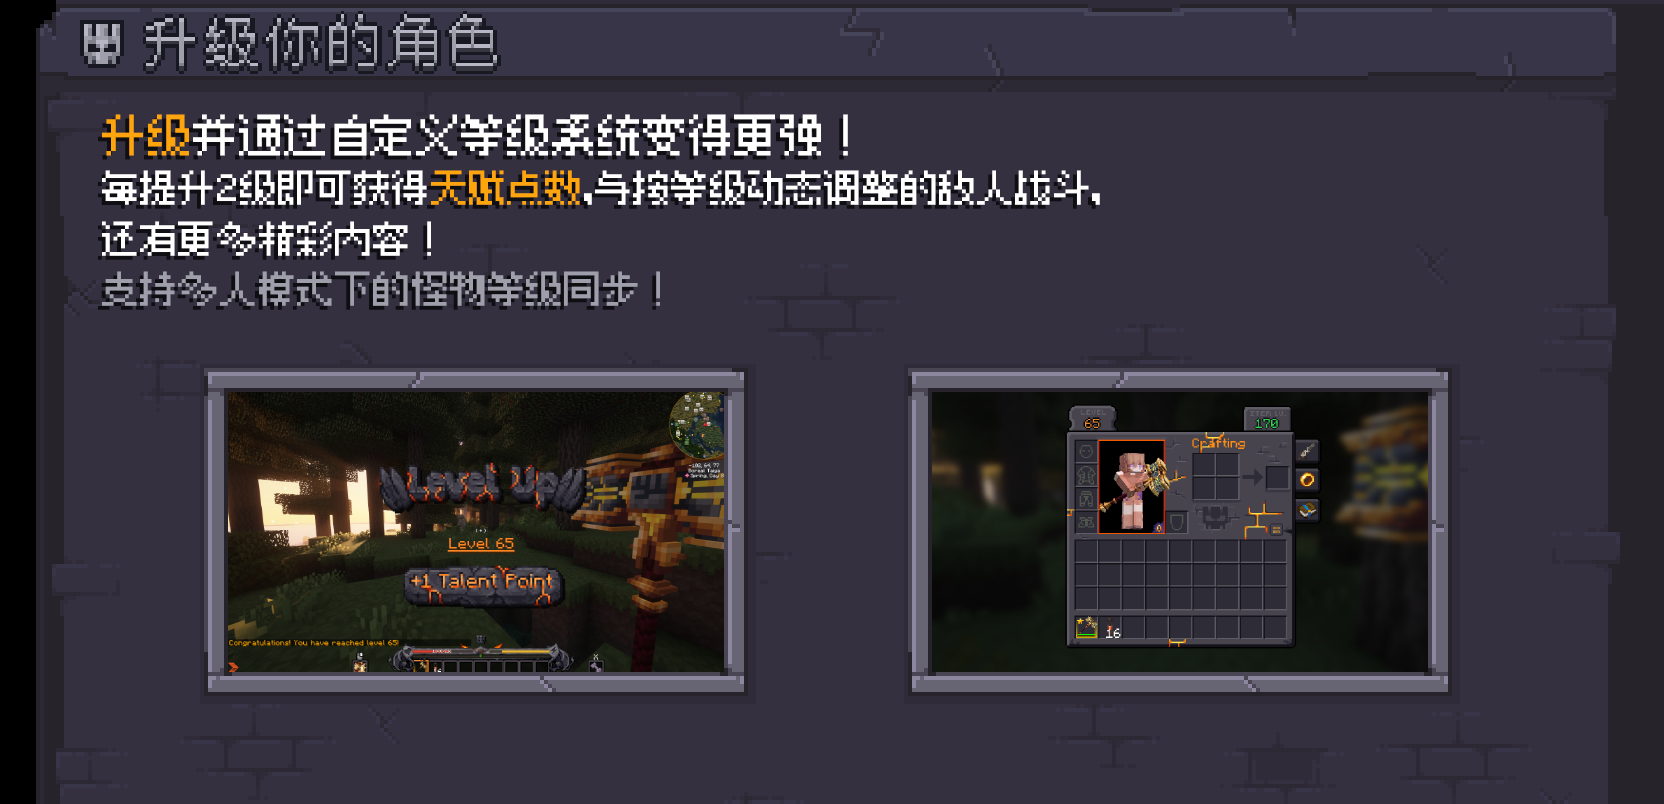 升级你的角色
升级并通过自定义等级系统变得更强！
每提升2级即可获得天赋点数,与按等级动态调整的敌人战斗,
还有更多精彩内容！
支持多人模式下的怪物等级同步！
Level Up
Level 65
+1 Talent Point
Congratulations! You have reached level 65!
LEVEL
65
ITEM LV.
170
Crafting
16